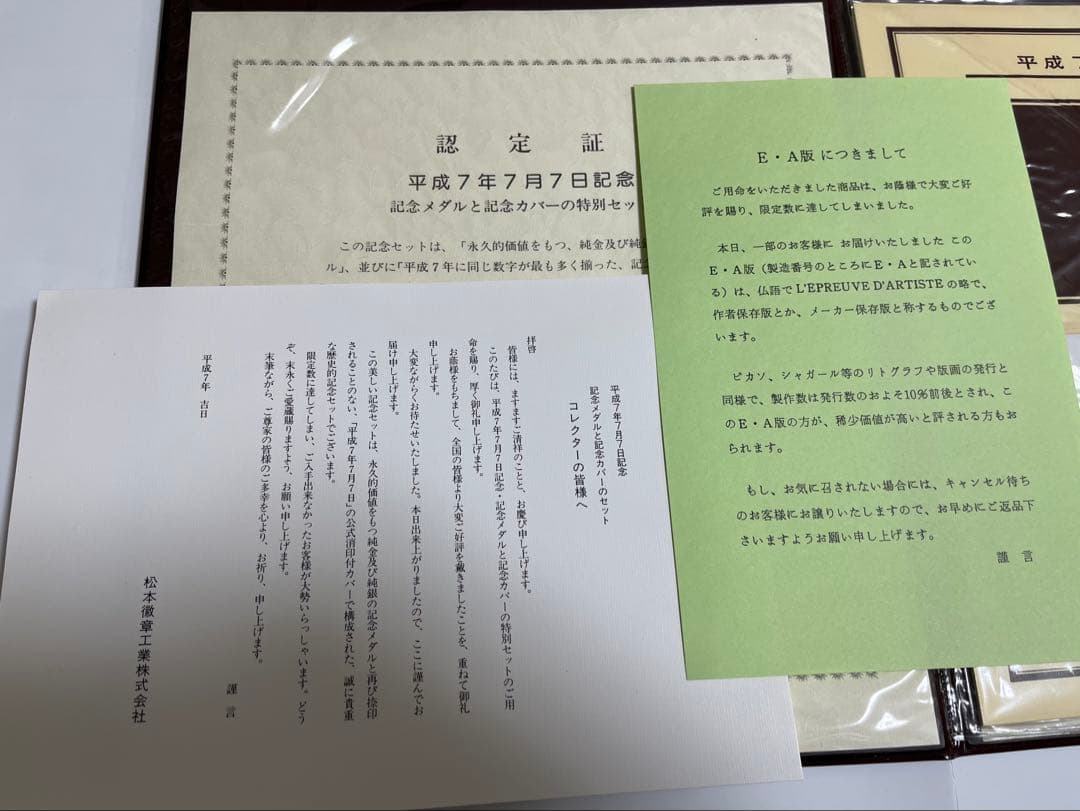 認定証
平成7年7月7日記念
記念メダルと記念カバーの特別セッ
この記念セットは、「永久的価値をもつ、純金及び純
ル」、並びに「平成7年に同じ数字が最も多く揃った、記
平成7
E・A版 につきまして
ご用命をいただきました商品は、お蔭様で大変ご好
評を賜り、限定数に達してしまいました。
本日、一部のお客様に お届けいたしました この
E・A版（製造番号のところにE・Aと記されてい
る）は、仏語で L'EPREUVE D'ARTISTE の略で、
作者保存版とか、メーカー保存版と称するものでござ
います。
ピカソ、シャガール等のリトグラフや版画の発行と
同様で、製作数は発行数のおよそ10%前後とされ、こ
のE・A版の方が、稀少価値が高いと評される方もお
られます。
もし、お気に召されない場合には、キャンセル待ち
のお客様にお譲りいたしますので、お早めにご返品下
さいますようお願い申し上げます。
謹言
平成7年7月7日記念
記念メダルと記念カバーのセット
コレクターの皆様へ
拝啓
皆様には、ますますご清祥のことと、お慶び申し上げます。
このたびは、平成7年7月7日記念・記念メダルと記念カバーの特別セットのご用
命を賜り、厚く御礼申し上げます。
お蔭様をもちまして、全国の皆様より大変ご好評を戴きましたことを、重ねて御礼
申し上げます。
大変ながらくお待たせいたしました。本日出来上がりましたので、ここに謹んでお
届け申し上げます。
この美しい記念セットは、永久的価値をもつ純金及び純銀の記念メダルと再び捺印
されることのない、「平成7年7月7日」の公式消印付カバーで構成された、誠に貴重
な歴史的記念セットでございます。
限定数に達してしまい、ご入手出来なかったお客様が大勢いらっしゃいます。どう
ぞ、末永くご愛蔵賜りますよう、お願い申し上げます。
末筆ながら、ご尊家の皆様のご多幸を心より、お祈り、申し上げます。
謹言
平成7年 吉日
松本徽章工業株式会社